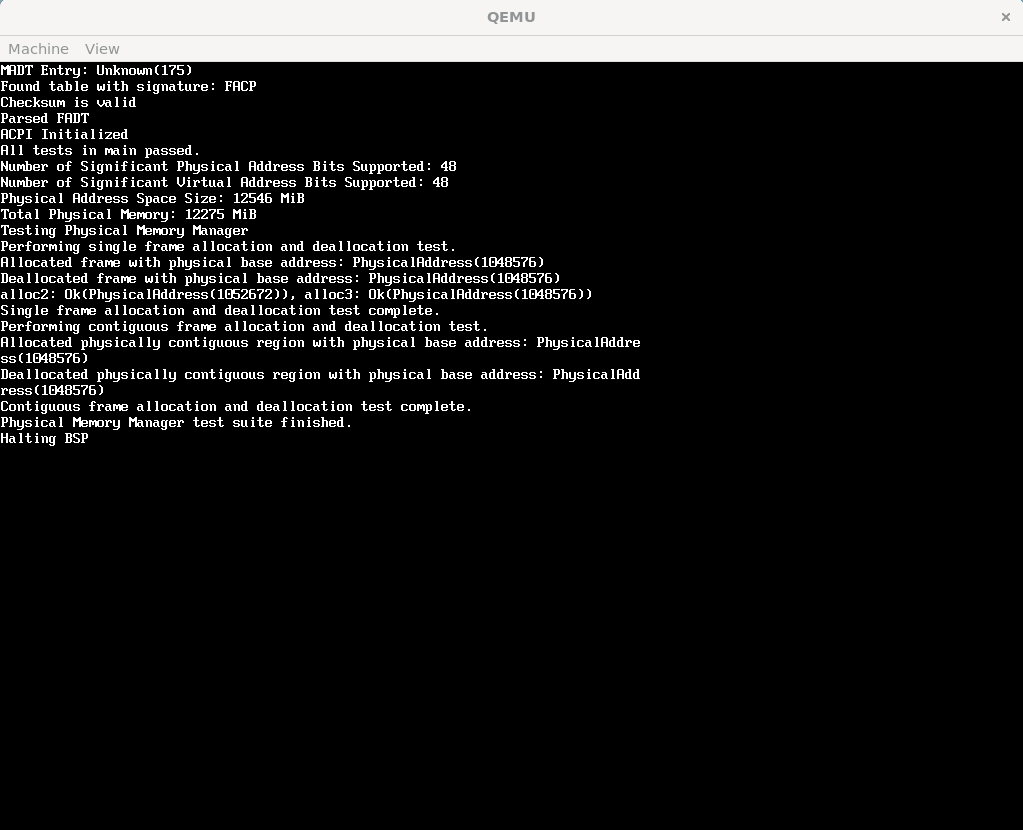 QEMU
×
Machine View
MADT Entry: Unknown(175)
Found table with signature: FACP
Checksum is valid
Parsed FADT
ACPI Initialized
All tests in main passed.
Number of Significant Physical Address Bits Supported: 48
Number of Significant Virtual Address Bits Supported: 48
Physical Address Space Size: 12546 MiB
Total Physical Memory: 12275 MiB
Testing Physical Memory Manager
Performing single frame allocation and deallocation test.
Allocated frame with physical base address: PhysicalAddress(1048576)
Deallocated frame with physical base address: PhysicalAddress(1048576)
alloc2: Ok(PhysicalAddress(1052672)), alloc3: Ok(PhysicalAddress(1048576))
Single frame allocation and deallocation test complete.
Performing contiguous frame allocation and deallocation test.
Allocated physically contiguous region with physical base address: PhysicalAddre
ss(1048576)
Deallocated physically contiguous region with physical base address: PhysicalAdd
ress(1048576)
Contiguous frame allocation and deallocation test complete.
Physical Memory Manager test suite finished.
Halting BSP